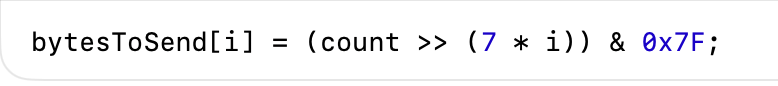 bytesToSend[i] = (count >> (7 * i)) & 0x7F;